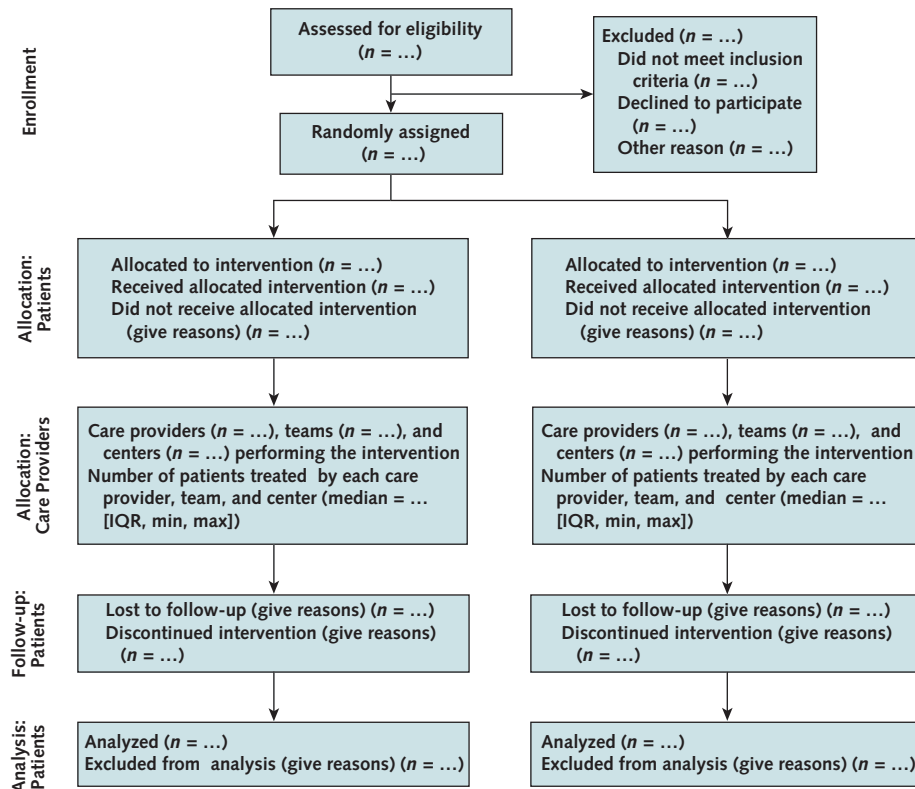 Enrollment
Assessed for eligibility
(n = …)
Excluded (n = …)
Did not meet inclusion
criteria (n = …)
Declined to participate
(n = …)
Other reason (n = …)
Randomly assigned
(n = …)
Allocation:
Patients
Allocated to intervention (n = …)
Received allocated intervention (n = …)
Did not receive allocated intervention
(give reasons) (n = …)
Allocated to intervention (n = …)
Received allocated intervention (n = …)
Did not receive allocated intervention
(give reasons) (n = …)
Allocation:
Care Providers
Care providers (n = …), teams (n = …), and
centers (n = …) performing the intervention
Number of patients treated by each care
provider, team, and center (median = …
[IQR, min, max])
Care providers (n = …), teams (n = …), and
centers (n = …) performing the intervention
Number of patients treated by each care
provider, team, and center (median = …
[IQR, min, max])
Follow-up:
Patients
Lost to follow-up (give reasons) (n = …)
Discontinued intervention (give reasons)
(n = …)
Lost to follow-up (give reasons) (n = …)
Discontinued intervention (give reasons)
(n = …)
Analysis:
Patients
Analyzed (n = …)
Excluded from analysis (give reasons) (n = …)
Analyzed (n = …)
Excluded from analysis (give reasons) (n = …)